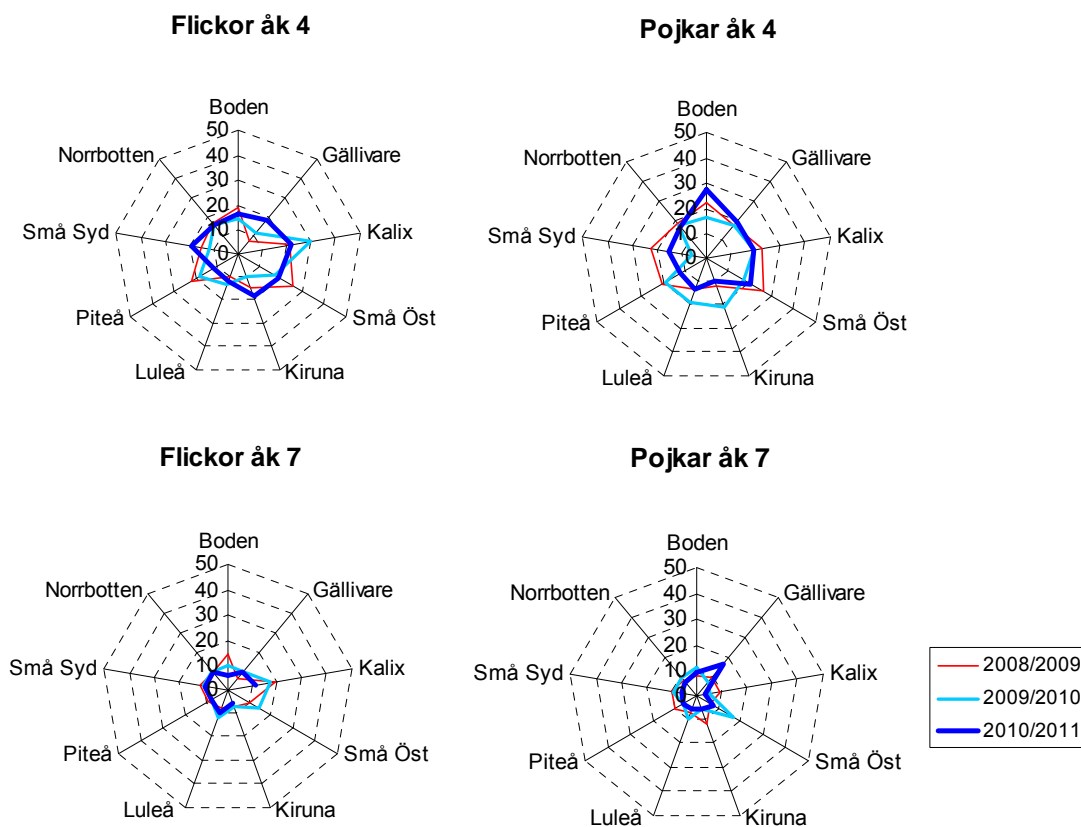 Flickor åk 4
Boden
50
40
30
20
10
0
Gällivare
Kalix
Små Öst
Kiruna
Luleå
Piteå
Små Syd
Norrbotten
Pojkar åk 4
Boden
50
40
30
20
10
0
Gällivare
Kalix
Små Öst
Kiruna
Luleå
Piteå
Små Syd
Norrbotten
Flickor åk 7
Boden
50
40
30
20
10
0
Gällivare
Kalix
Små Öst
Kiruna
Luleå
Piteå
Små Syd
Norrbotten
Pojkar åk 7
Boden
50
40
30
20
10
0
Gällivare
Kalix
Små Öst
Kiruna
Luleå
Piteå
Små Syd
Norrbotten
2008/2009
2009/2010
2010/2011